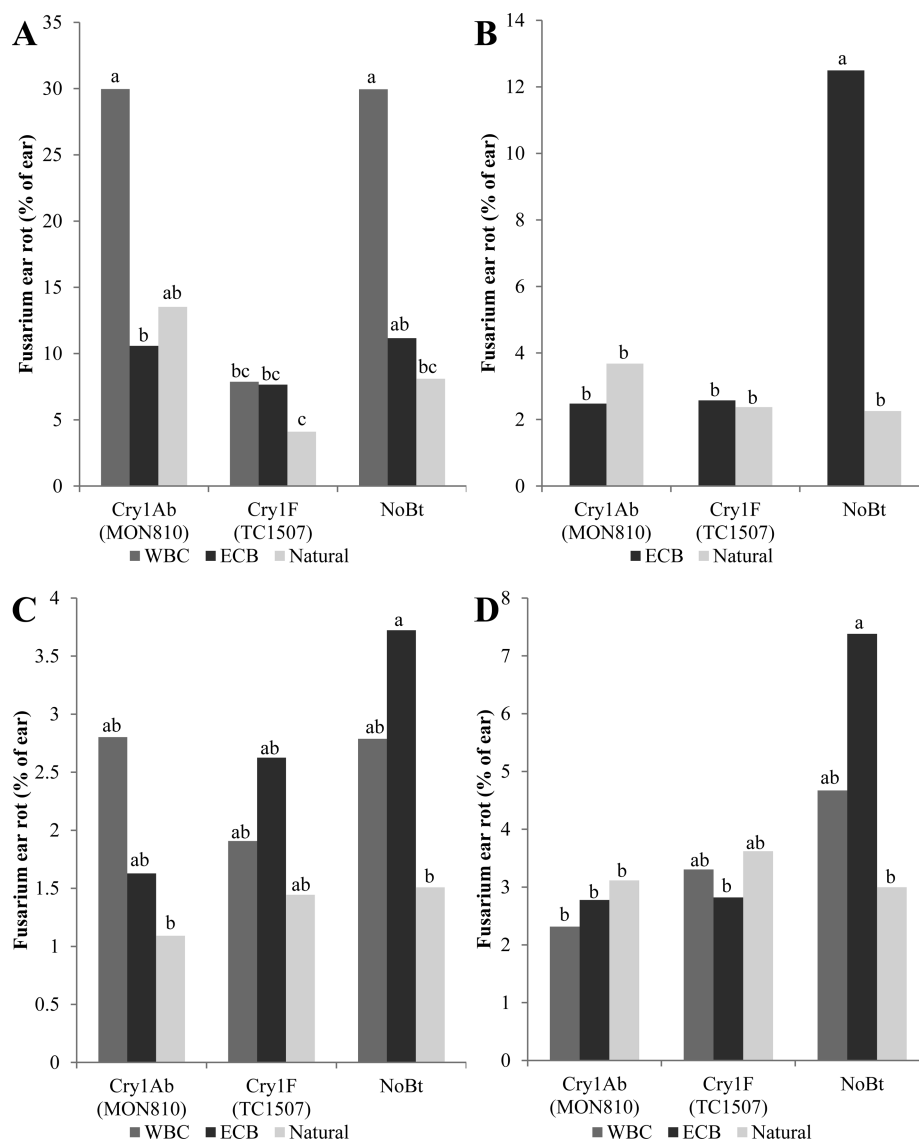 A
Fusarium ear rot (% of ear)
35
30
25
20
15
10
5
0
a
b
ab
bc
bc
c
a
ab
bc
Cry1Ab
(MON810)
Cry1F
(TC1507)
NoBt
WBC ECB Natural
B
Fusarium ear rot (% of ear)
14
12
10
8
6
4
2
0
b
b
b
b
a
b
Cry1Ab
(MON810)
Cry1F
(TC1507)
NoBt
ECB Natural
C
Fusarium ear rot (% of ear)
4
3.5
3
2.5
2
1.5
1
0.5
0
ab
ab
b
ab
ab
ab
ab
a
b
Cry1Ab
(MON810)
Cry1F
(TC1507)
NoBt
WBC ECB Natural
D
Fusarium ear rot (% of ear)
8
7
6
5
4
3
2
1
0
b
b
b
ab
b
ab
ab
a
b
Cry1Ab
(MON810)
Cry1F
(TC1507)
NoBt
WBC ECB Natural